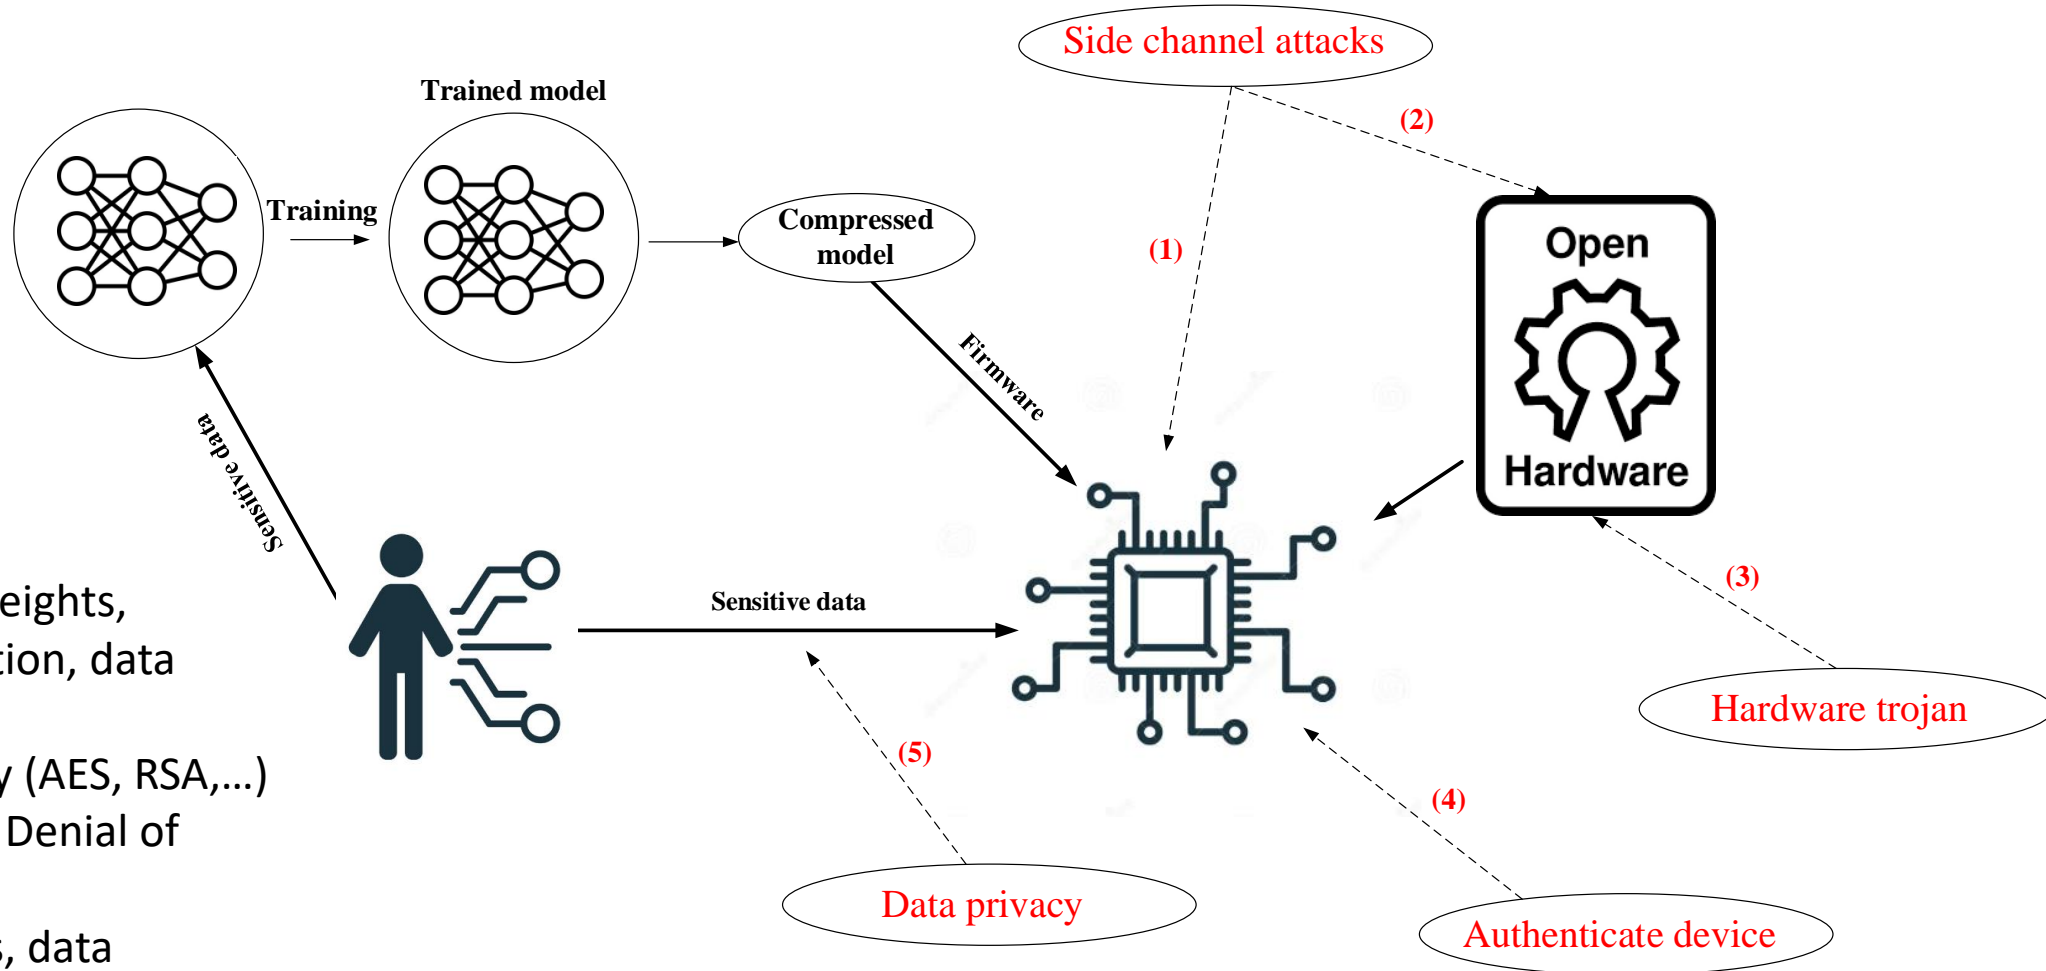 Side channel attacks
Trained model
(2)
Training
Compressed
model
(1)
Open
Hardware
Firmware
Sensitive data
Sensitive data
(3)
eights,
tion, data
Hardware trojan
y (AES, RSA,...)
Denial of
(5)
(4)
Data privacy
Authenticate device
s, data